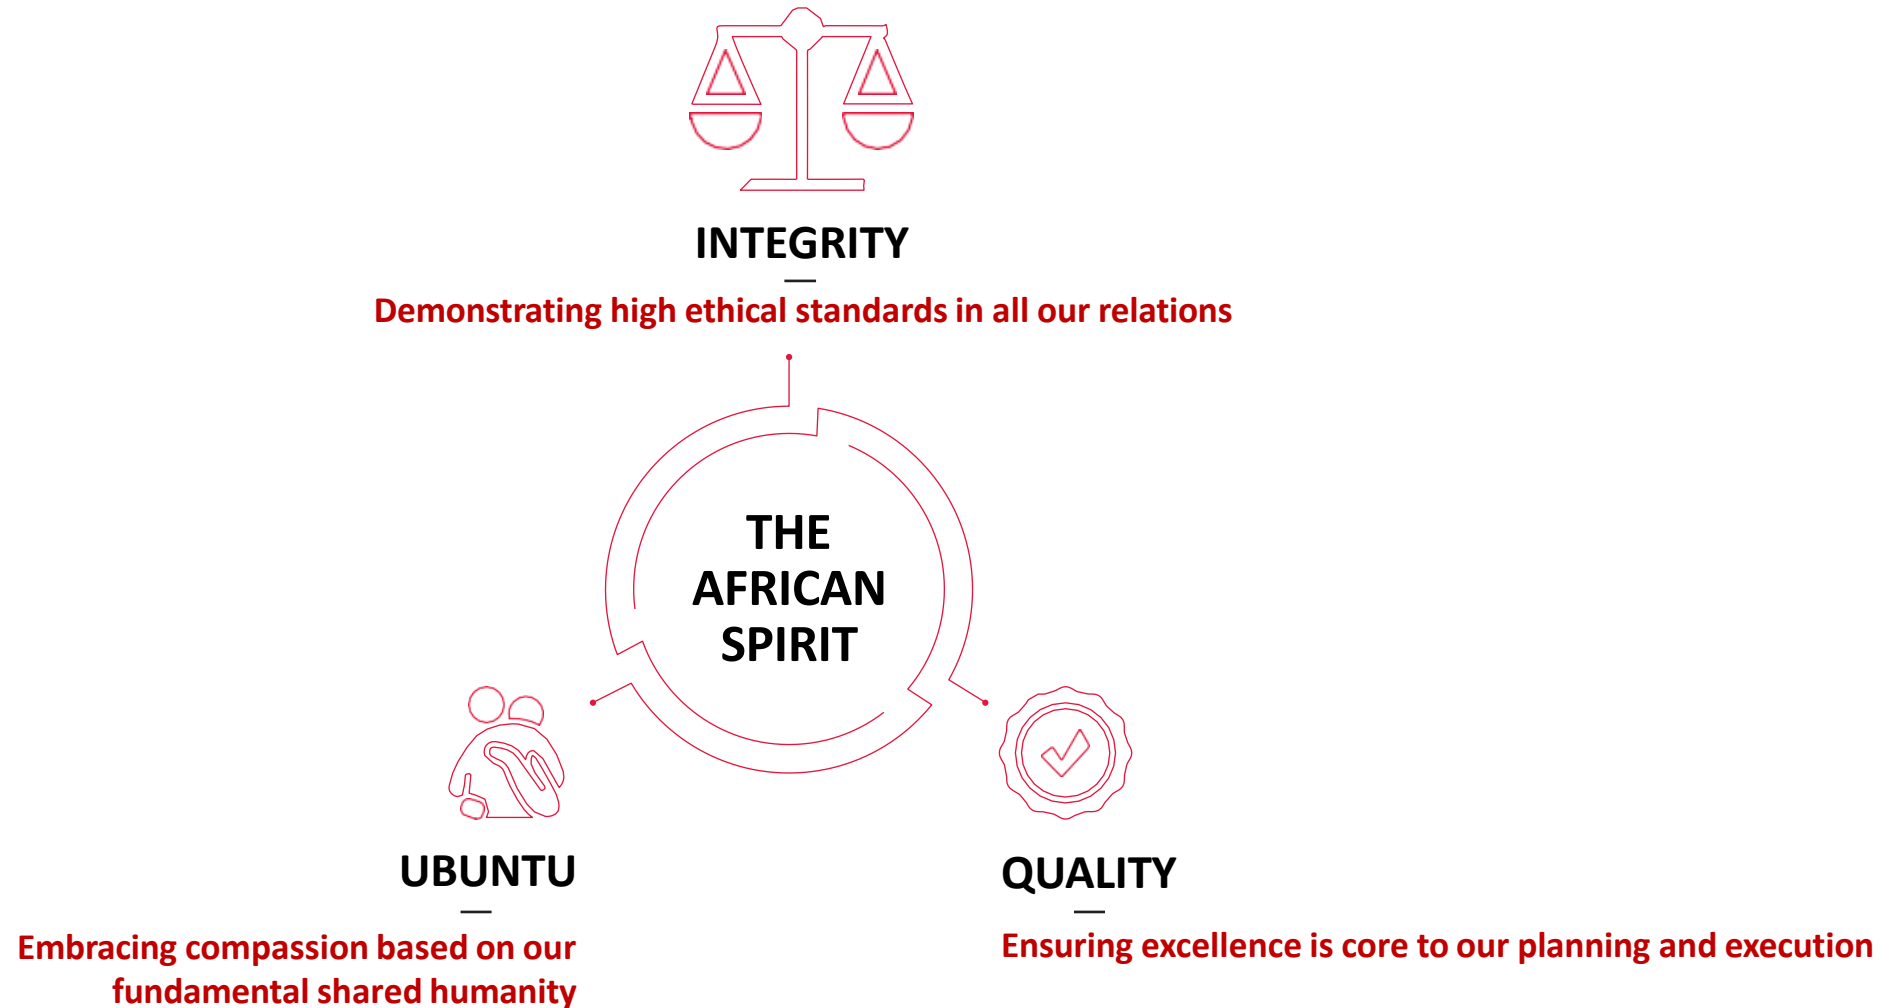 INTEGRITY
Demonstrating high ethical standards in all our relations
THE
AFRICAN
SPIRIT
UBUNTU
Embracing compassion based on our
fundamental shared humanity
QUALITY
Ensuring excellence is core to our planning and execution